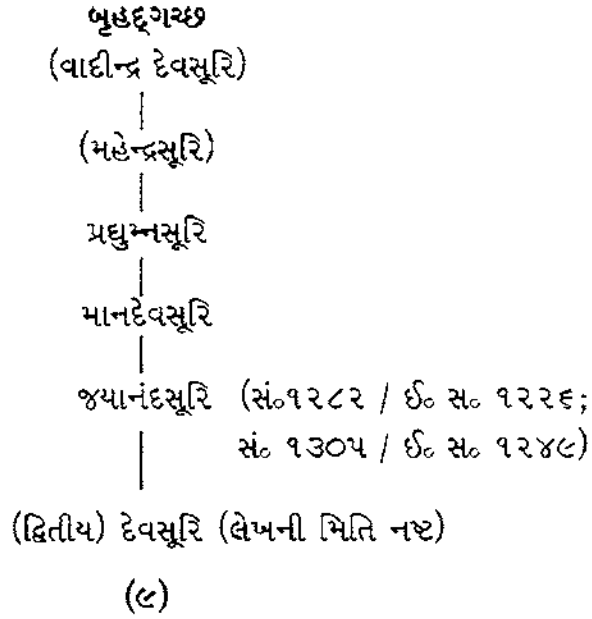 બૃહદ્ગચ્છ
(વાદીન્દ્ર દેવસૂરિ)
(મહેન્દ્રસૂરિ)
પ્રદ્યુમ્નસૂરિ
માનદેવસૂરિ
જયાનંદસૂરિ (સં૰૧૨૮૨ / ઈ૰ સ૰ ૧૨૨૬;
સં૰ ૧૩૦૫ / ઈ૰ સ૰ ૧૨૪૯)
(દ્વિતીય) દેવસૂરિ (લેખની મિતિ નષ્ટ)
(૯)